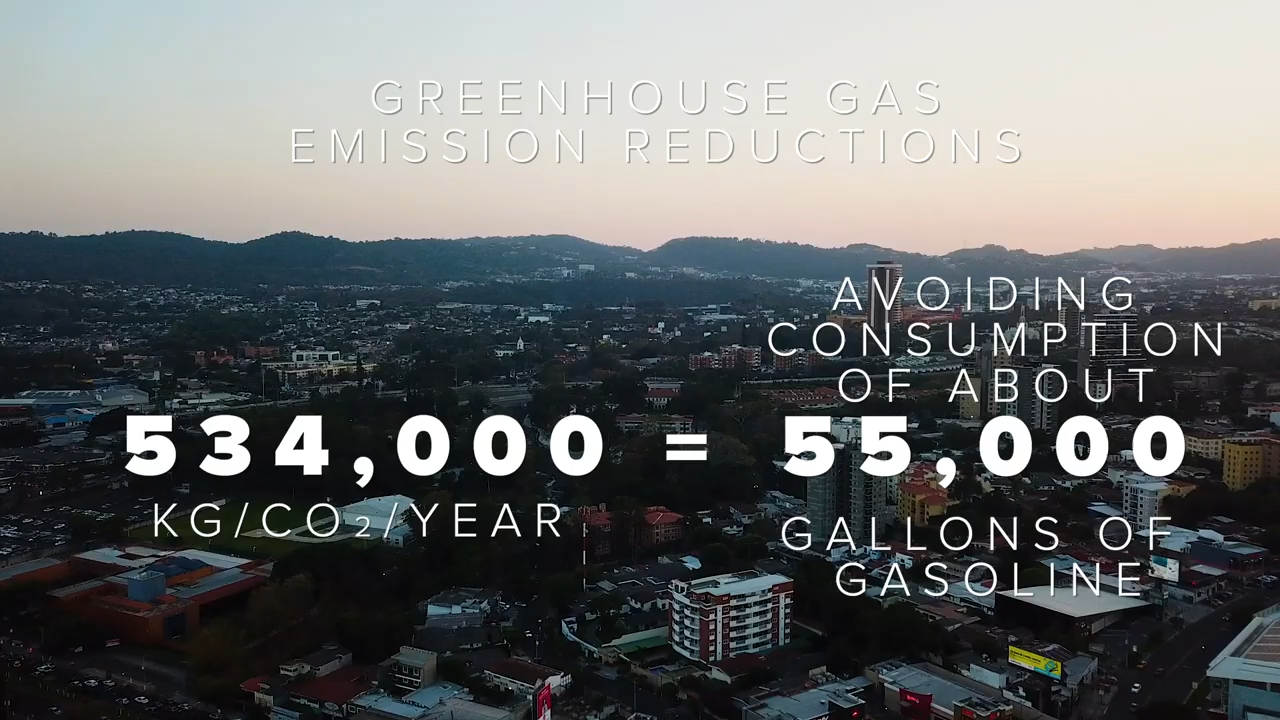 GREENHOUSE GAS
EMISSION REDUCTIONS
534,000
KG/CO₂/YEAR
=
AVOIDING
CONSUMPTION
OF ABOUT
55,000
GALLONS OF
GASOLINE